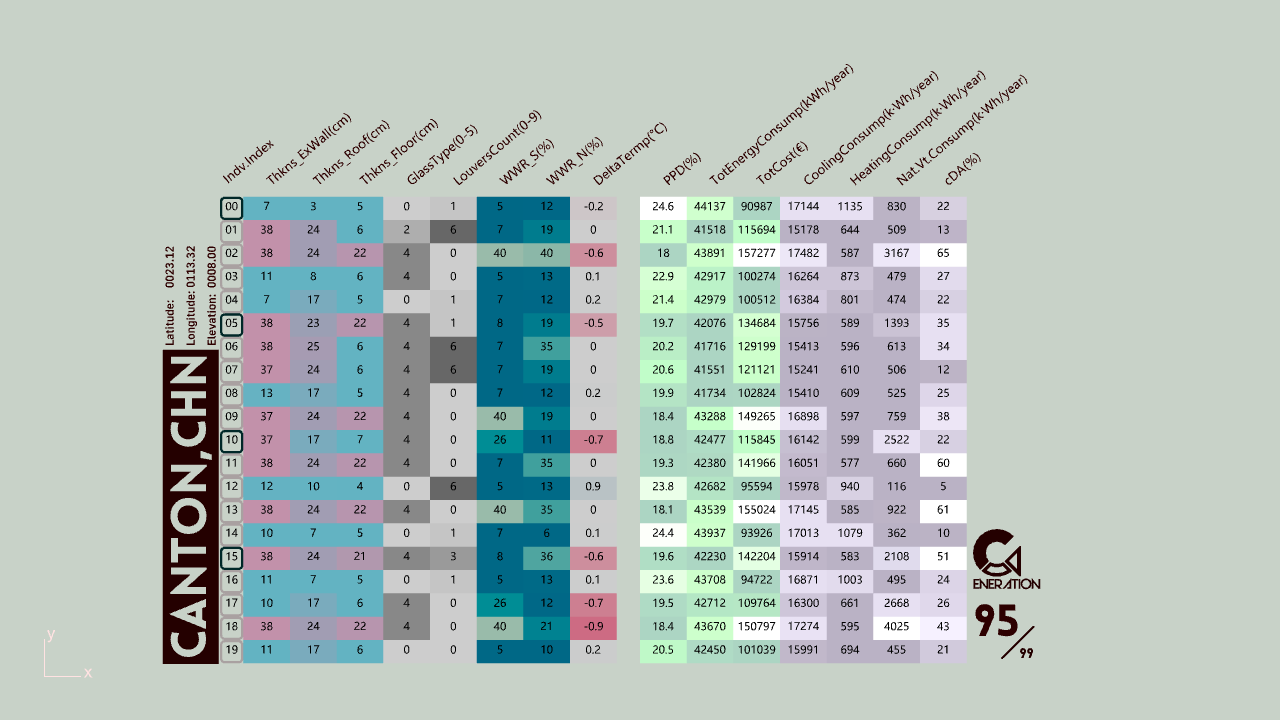 Indv.Index Thkns_ExWall(cm) Thkns_Roof(cm) Thkns_Floor(cm) GlassType(0-5) LouversCount(0-9) WWR_S(%) WWR_N(%) DeltaTermp(°C) PPD(%) TotEnergyConsump(kWh/year) TotCost(€) CoolingConsump(k·Wh/year) HeatingConsump(k·Wh/year) Nat.Vt.Consump(k·Wh/year) cDA(%)
00 7 3 5 0 1 5 12 -0.2 24.6 44137 90987 17144 1135 830 22
01 38 24 6 2 6 7 19 0 21.1 41518 115694 15178 644 509 13
02 38 24 22 4 0 40 40 -0.6 18 43891 157277 17482 587 3167 65
03 11 8 6 4 0 5 13 0.1 22.9 42917 100274 16264 873 479 27
04 7 17 5 0 1 7 12 0.2 21.4 42979 100512 16384 801 474 22
05 38 23 22 4 1 8 19 -0.5 19.7 42076 134684 15756 589 1393 35
06 38 25 6 4 6 7 35 0 20.2 41716 129199 15413 596 613 34
07 37 24 6 4 6 7 19 0 20.6 41551 121121 15241 610 506 12
08 13 17 5 4 0 7 12 0.2 19.9 41734 102824 15410 609 525 25
09 37 24 22 4 0 40 19 0 18.4 43288 149265 16898 597 759 38
10 37 17 7 4 0 26 11 -0.7 18.8 42477 115845 16142 599 2522 22
11 38 24 22 4 0 7 35 0 19.3 42380 141966 16051 577 660 60
12 12 10 4 0 6 5 13 0.9 23.8 42682 95594 15978 940 116 5
13 38 24 22 4 0 40 35 0 18.1 43539 155024 17145 585 922 61
14 10 7 5 0 1 7 6 0.1 24.4 43937 93926 17013 1079 362 10
15 38 24 21 4 3 8 36 -0.6 19.6 42230 142204 15914 583 2108 51
16 11 7 5 0 1 5 13 0.1 23.6 43708 94722 16871 1003 495 24
17 10 17 6 4 0 26 12 -0.7 19.5 42712 109764 16300 661 2668 26
18 38 24 22 4 0 40 21 -0.9 18.4 43670 150797 17274 595 4025 43
19 11 17 6 0 0 5 10 0.2 20.5 42450 101039 15991 694 455 21
Latitude: 0023.12
Longitude: 0113.32
Elevation: 0008.00
CANTON,CHN
G
ENERATION
95/99
y
x